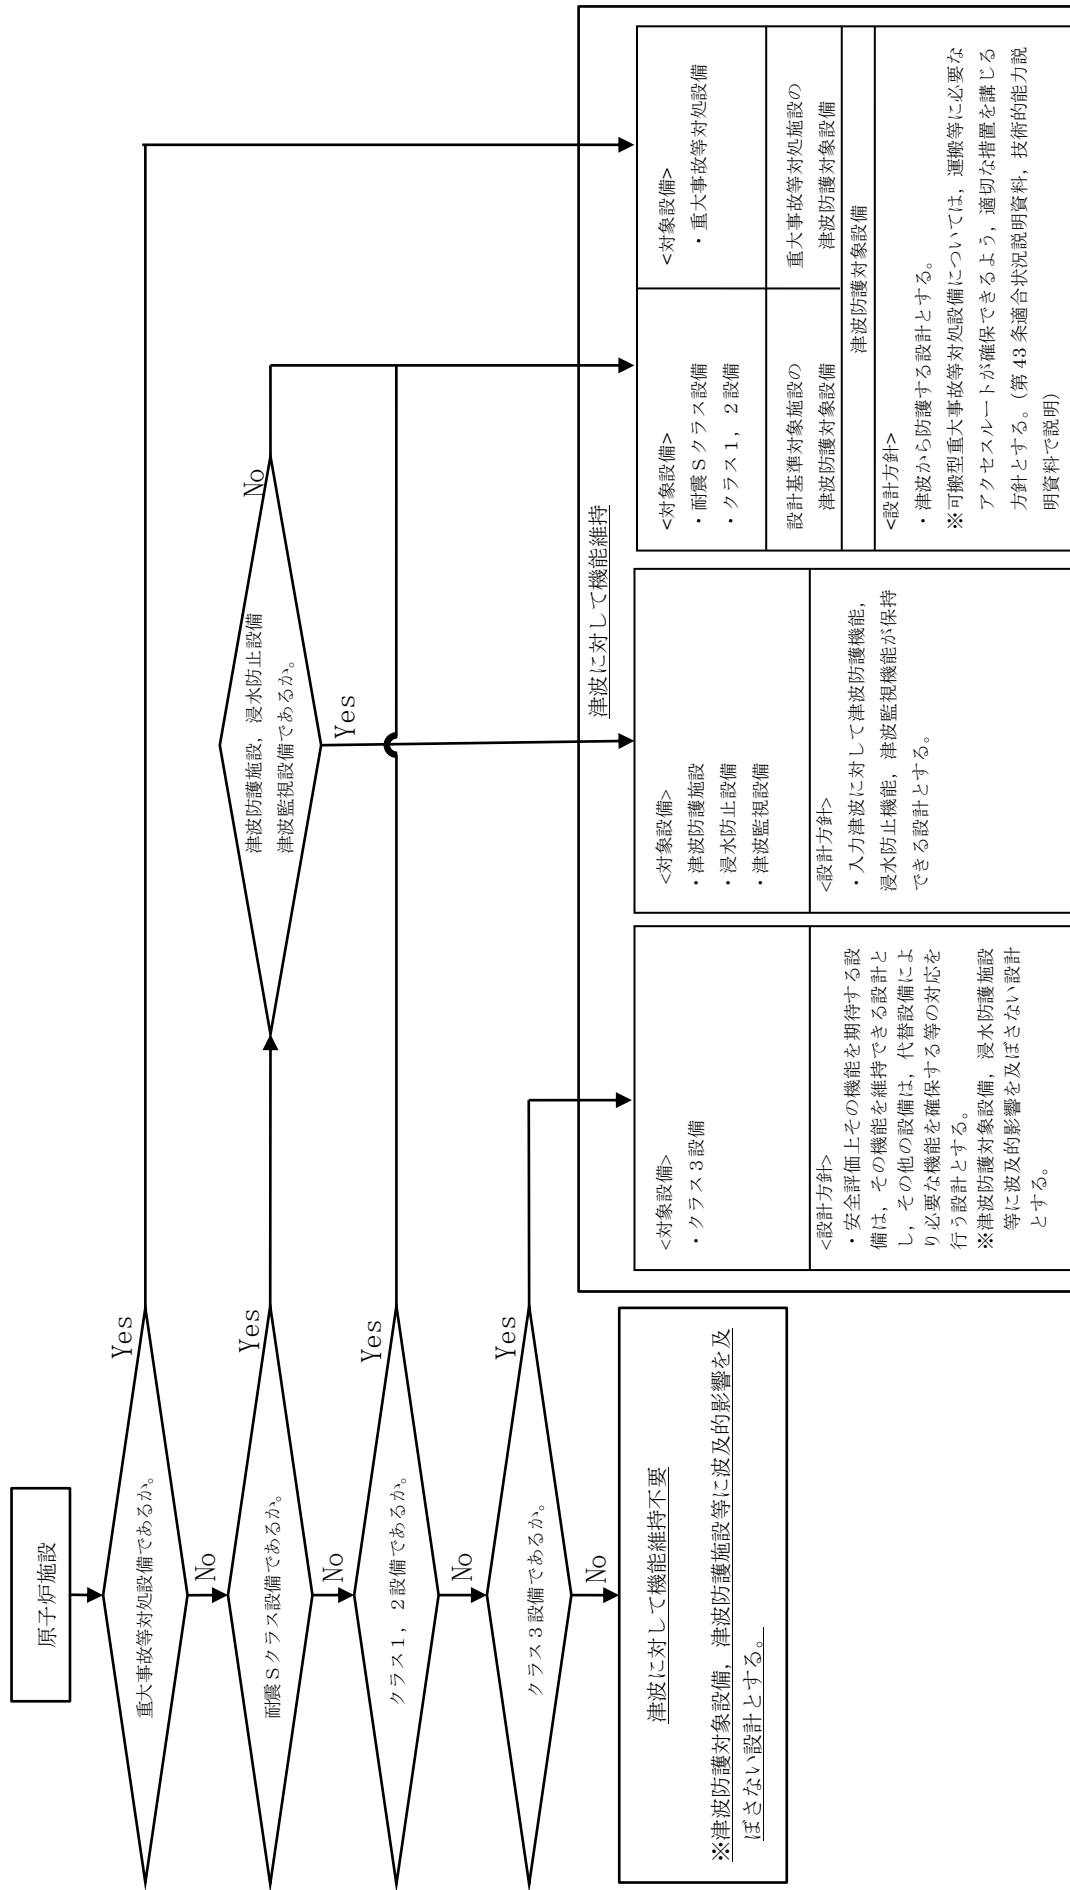 原子炉施設
重大事故等対処設備であるか。
Yes
No
耐震Sクラス設備であるか。
Yes
No
津波防護施設，浸水防止設備
津波監視設備であるか。
No
Yes
クラス1，2設備であるか。
Yes
No
クラス3設備であるか。
Yes
No
津波に対して機能維持不要
※津波防護対象設備，津波防護施設等に波及的影響を及
ぼさない設計とする。
津波に対して機能維持
<対象設備>
・クラス3設備
<設計方針>
・安全評価上その機能を期待する設
備は，その機能を維持できる設計と
し，その他の設備は，代替設備によ
り必要な機能を確保する等の対応を
行う設計とする。
※津波防護対象設備，浸水防護施設
等に波及的影響を及ぼさない設計
とする。
<対象設備>
・津波防護施設
・浸水防止設備
・津波監視設備
<設計方針>
・入力津波に対して津波防護機能，
浸水防止機能，津波監視機能が保持
できる設計とする。
<対象設備>
・耐震Sクラス設備
・クラス1，2設備
設計基準対象施設の
津波防護対象設備
<対象設備>
・重大事故等対処設備
重大事故等対処施設の
津波防護対象設備
津波防護対象設備
<設計方針>
・津波から防護する設計とする。
※可搬型重大事故等対処設備については，運搬等に必要な
アクセスルートが確保できるよう，適切な措置を講じる
方針とする。(第43条適合状況説明資料，技術的能力説
明資料で説明)